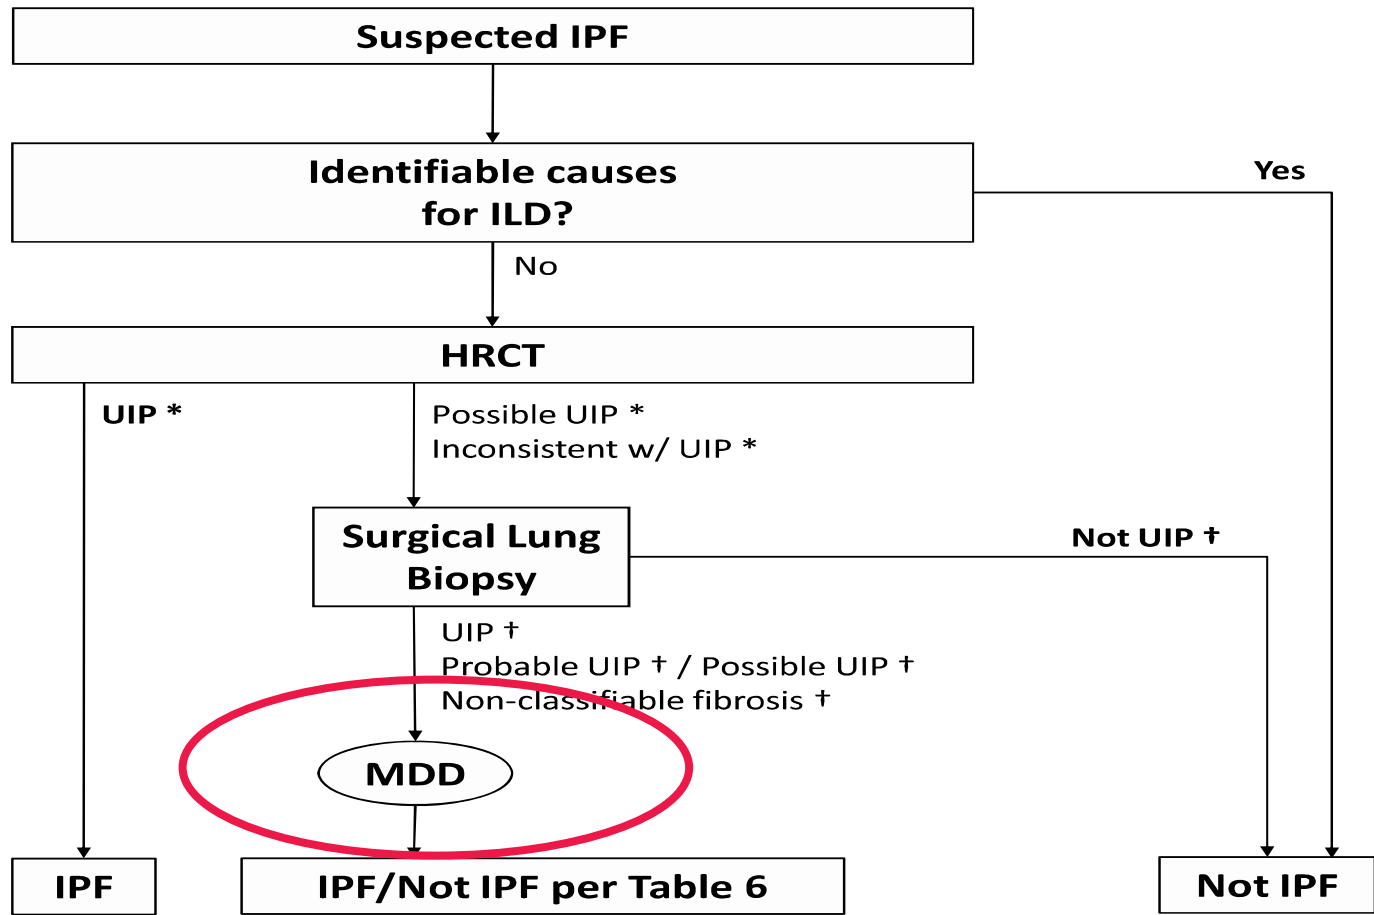 Suspected IPF
Identifiable causes
for ILD?
Yes
No
HRCT
UIP *
Possible UIP *
Inconsistent w/ UIP *
Surgical Lung
Biopsy
Not UIP †
UIP †
Probable UIP † / Possible UIP †
Non-classifiable fibrosis †
MDD
IPF
IPF/Not IPF per Table 6
Not IPF